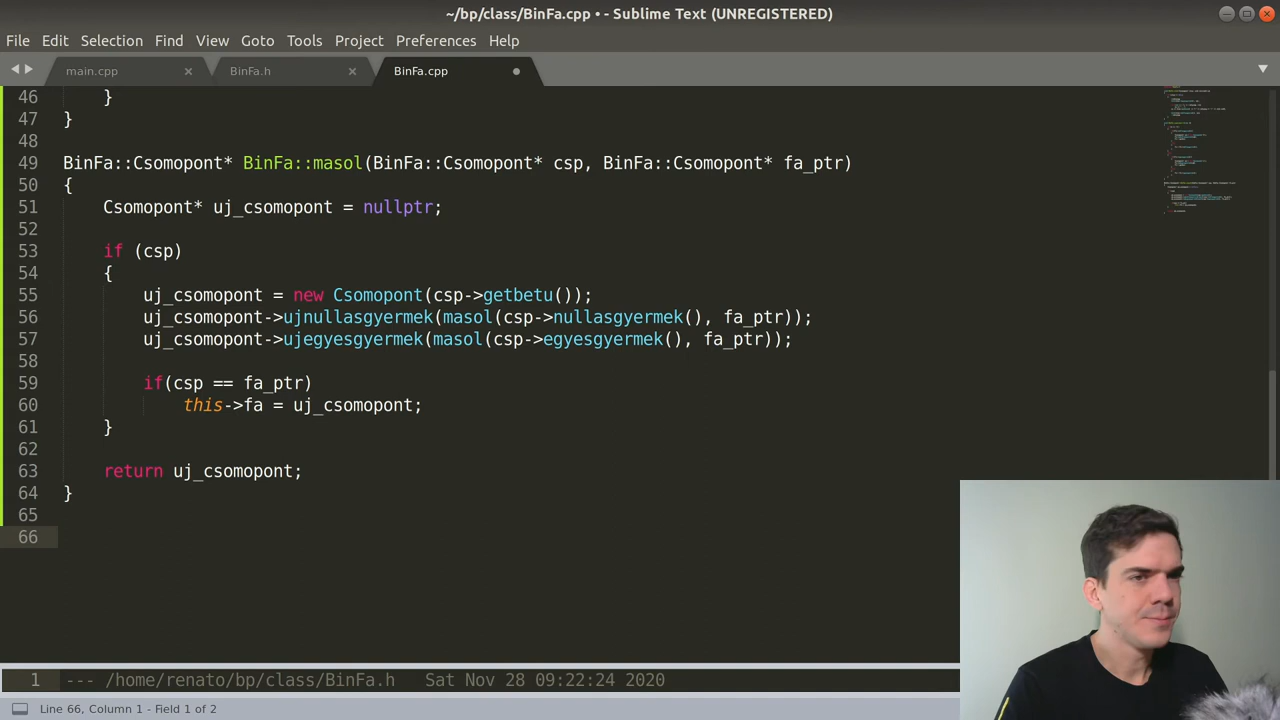 ~/bp/class/BinFa.cpp • - Sublime Text (UNREGISTERED)
File Edit Selection Find View Goto Tools Project Preferences Help
main.cpp BinFa.h BinFa.cpp
46 }
47 }
48
49 BinFa::Csomopont* BinFa::masol(BinFa::Csomopont* csp, BinFa::Csomopont* fa_ptr)
50 {
51 Csomopont* uj_csomopont = nullptr;
52
53 if (csp)
54 {
55 uj_csomopont = new Csomopont(csp->getbetu());
56 uj_csomopont->ujnullasgyermek(masol(csp->nullasgyermek(), fa_ptr));
57 uj_csomopont->ujegyesgyermek(masol(csp->egyesgyermek(), fa_ptr));
58
59 if(csp == fa_ptr)
60 this->fa = uj_csomopont;
61 }
62
63 return uj_csomopont;
64 }
65
66
1 --- /home/renato/bp/class/BinFa.h Sat Nov 28 09:22:24 2020
Line 66, Column 1 - Field 1 of 2